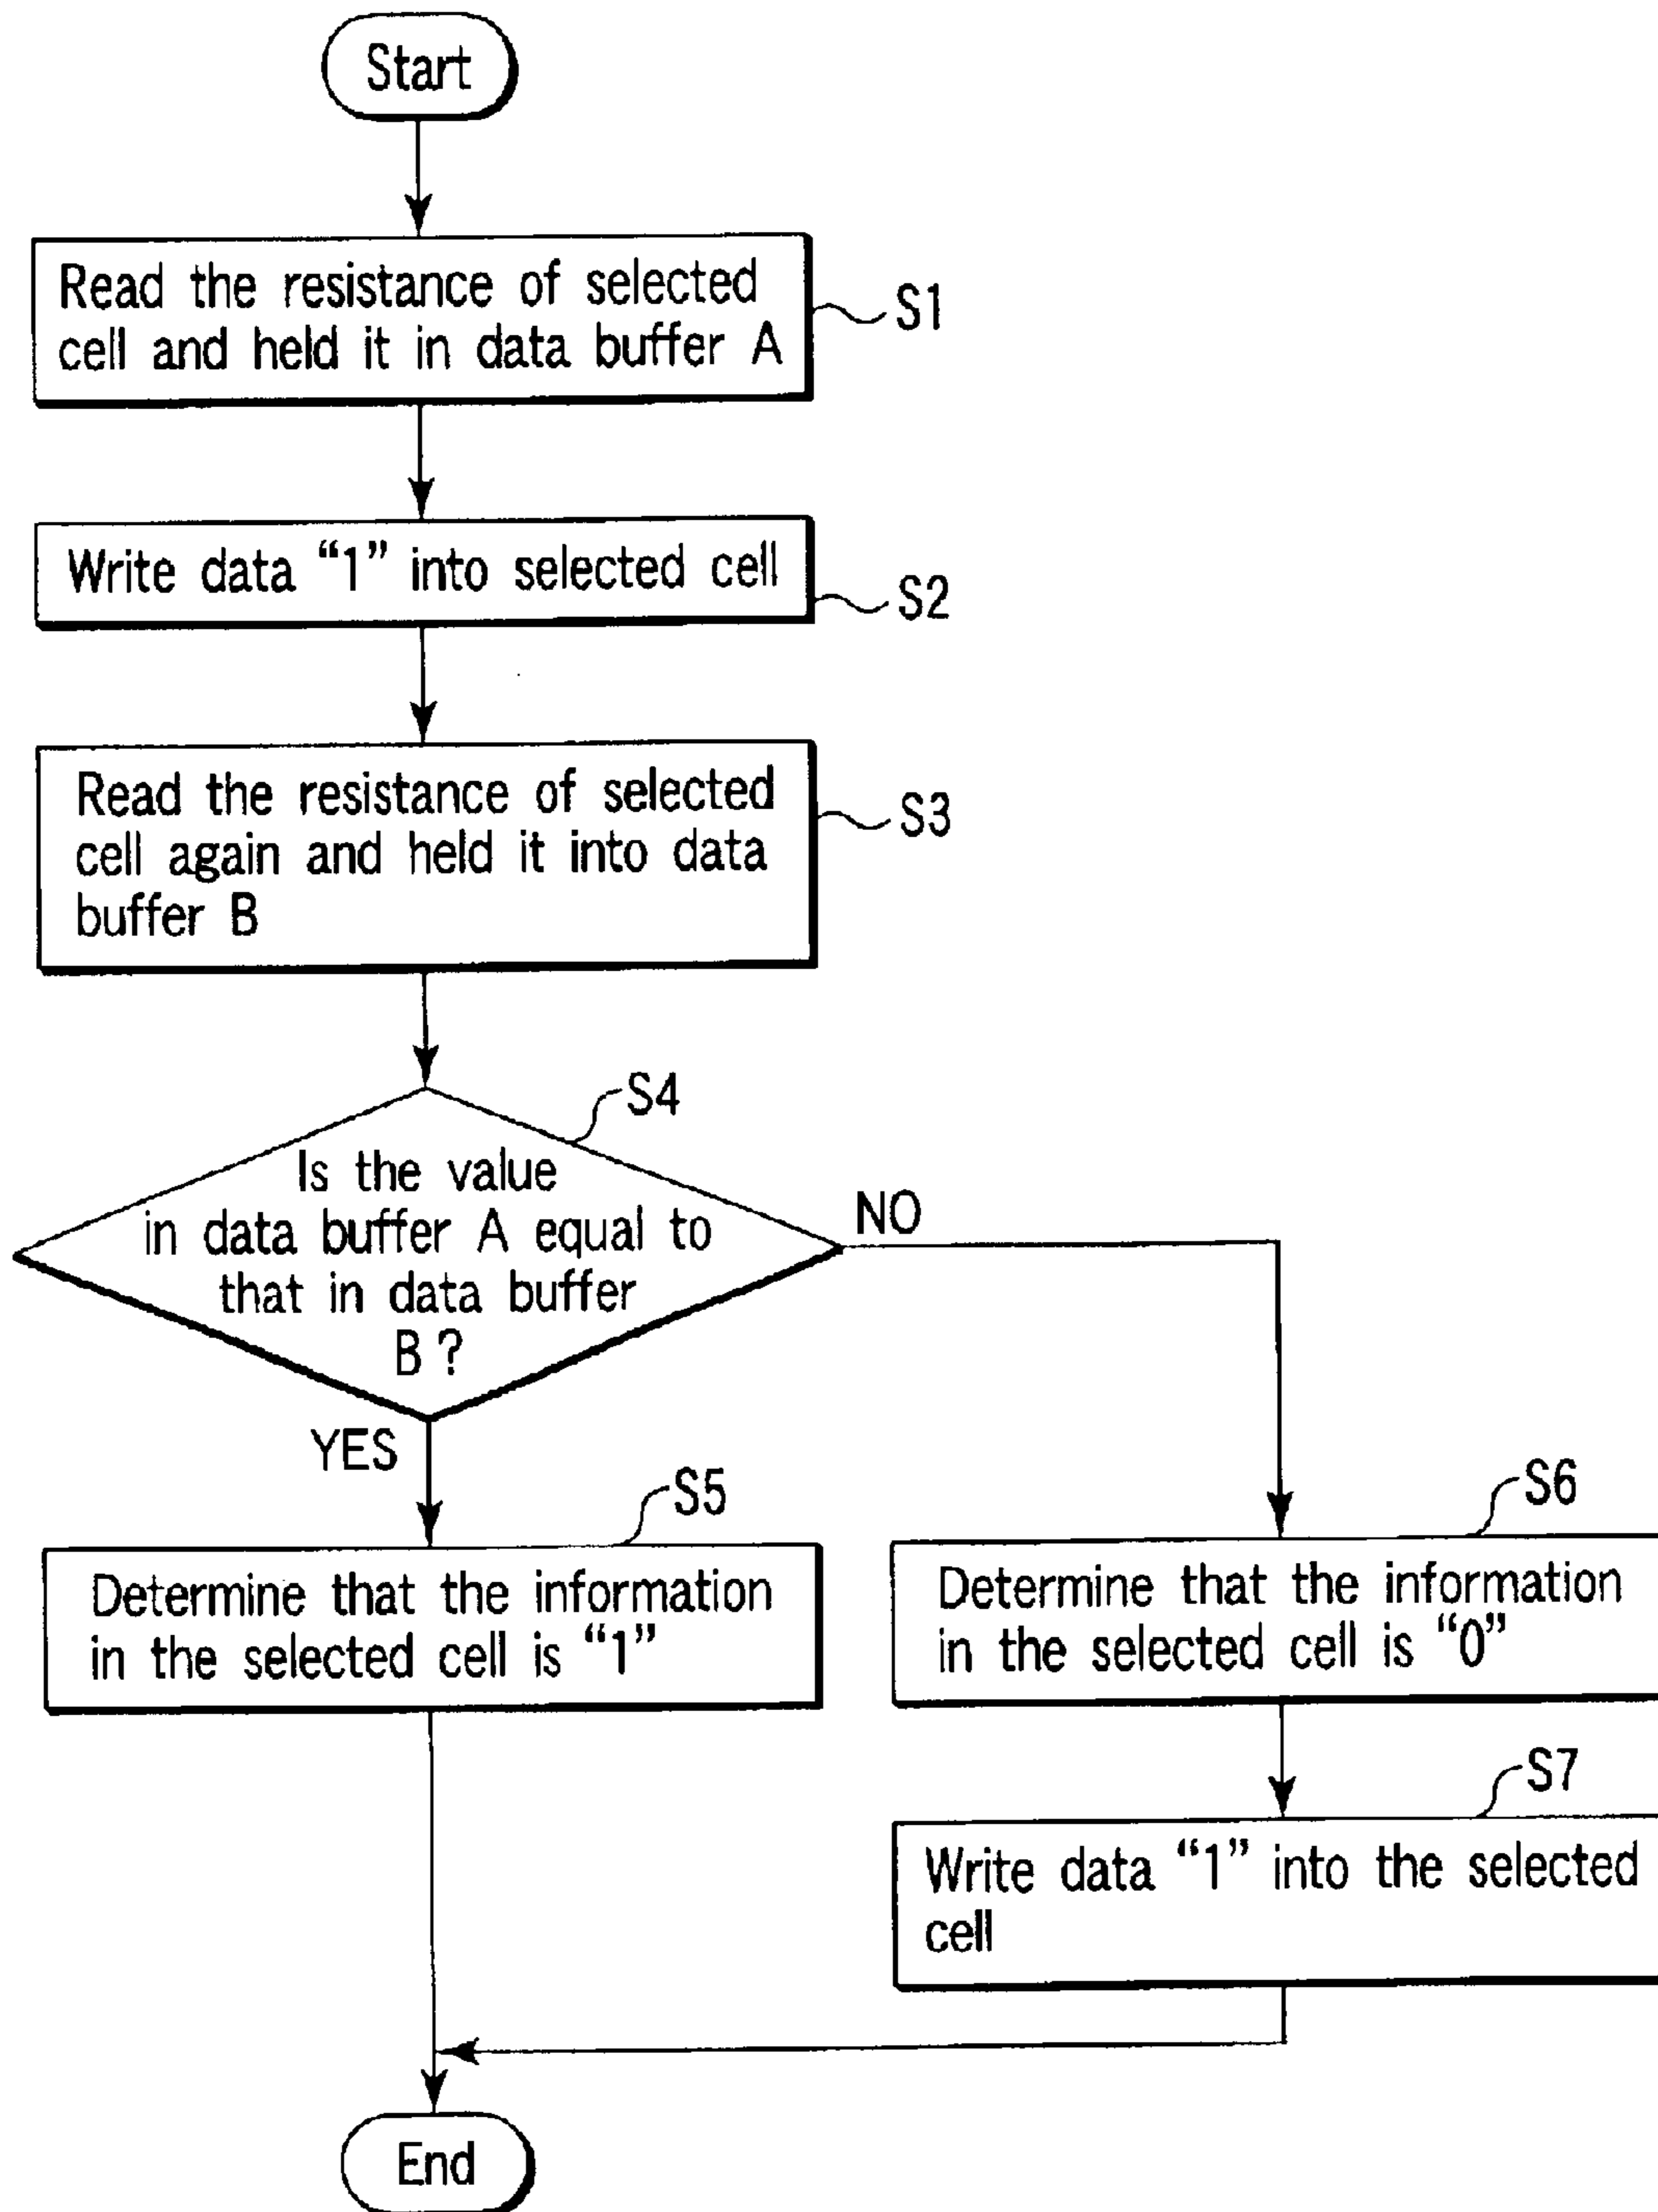 Start
Read the resistance of selected
cell and held it in data buffer A
S1
Write data “1” into selected cell
S2
Read the resistance of selected
cell again and held it into data
buffer B
S3
S4
Is the value
in data buffer A equal to
that in data buffer
B ?
NO
YES
S5
Determine that the information
in the selected cell is “1”
S6
Determine that the information
in the selected cell is “0”
S7
Write data “1” into the selected
cell
End